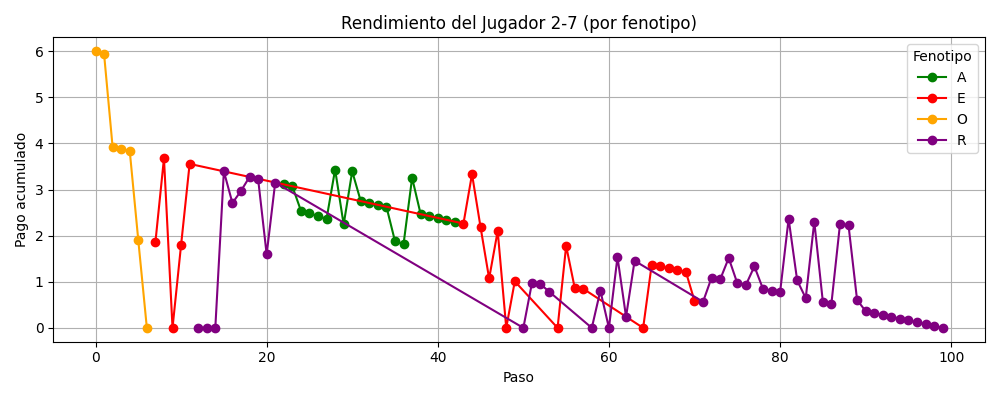 Rendimiento del Jugador 2-7 (por fenotipo)
Pago acumulado
6
5
4
3
2
1
0
Fenotipo
A
E
O
R
0 20 40 60 80 100
Paso